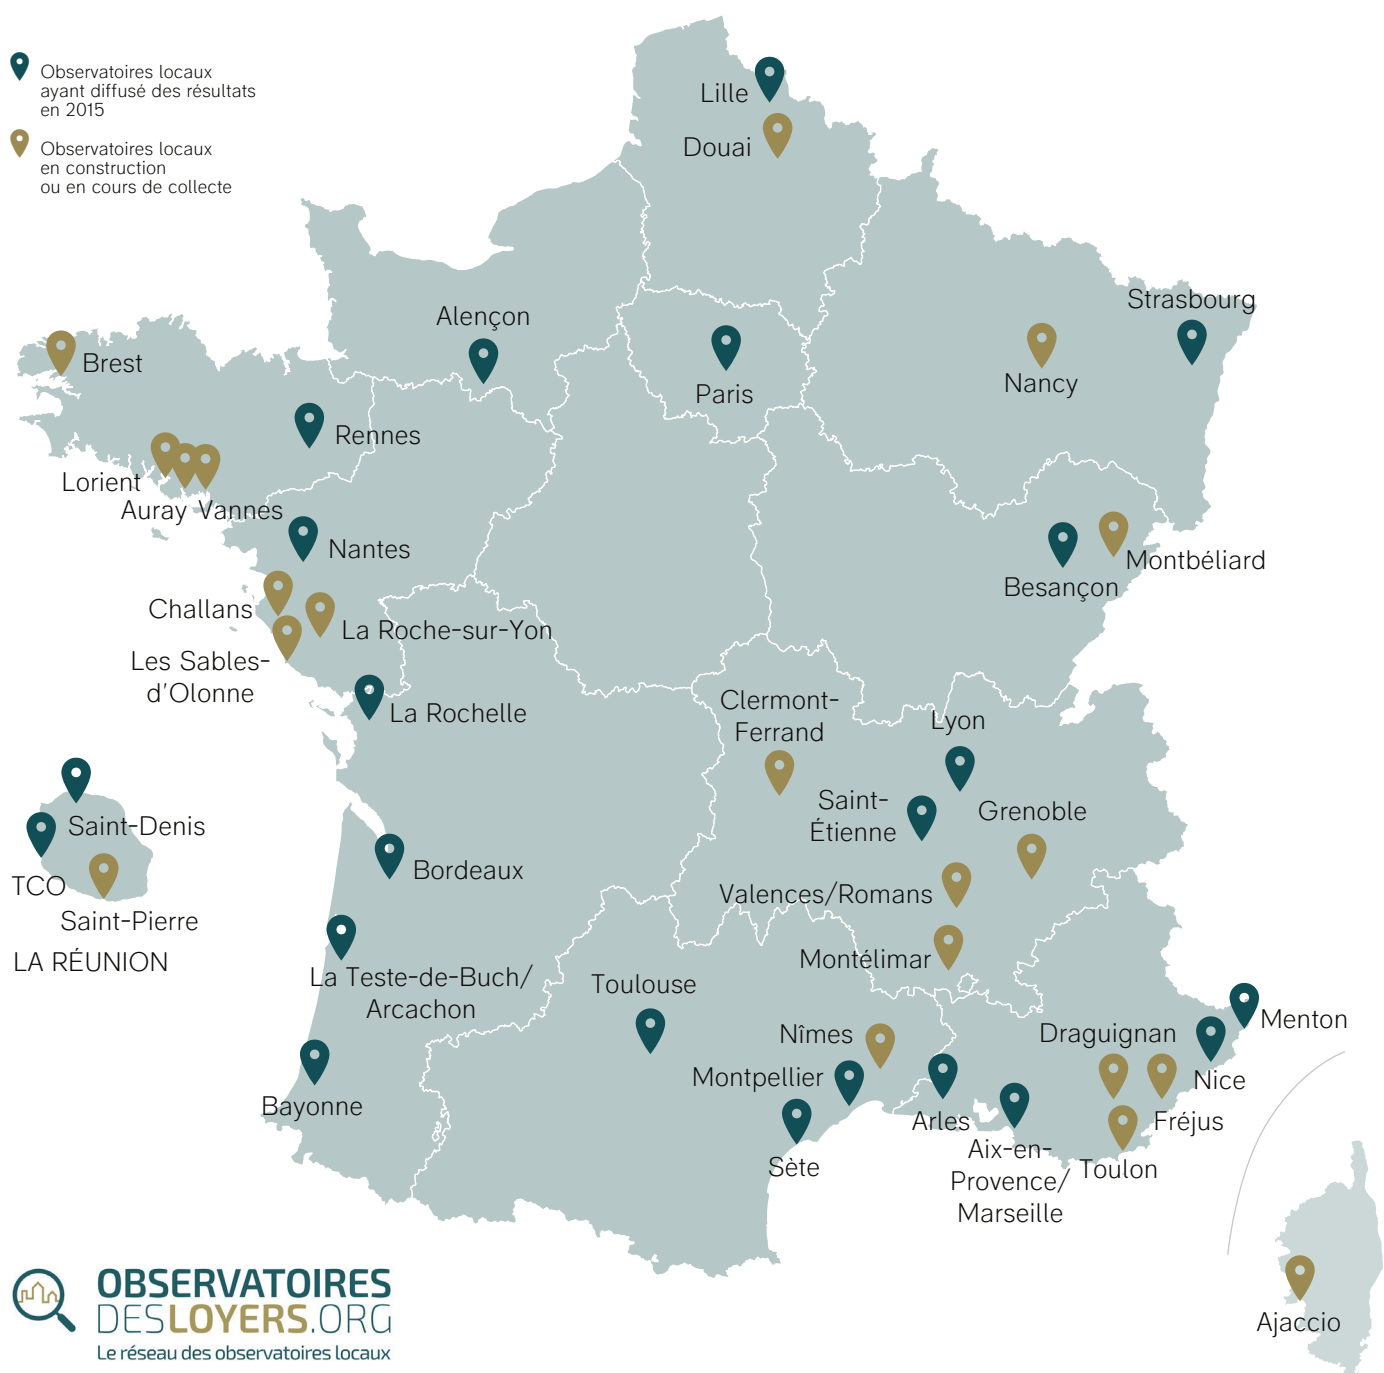 Observatoires locaux
ayant diffusé des résultats
en 2015
Observatoires locaux
en construction
ou en cours de collecte
Lille
Douai
Strasbourg
Alençon
Brest
Paris
Nancy
Rennes
Lorient
Auray Vannes
Nantes
Montbéliard
Besançon
Challans
La Roche-sur-Yon
Les Sables-
d'Olonne
La Rochelle
Clermont-
Ferrand
Lyon
Saint-
Étienne
Grenoble
Saint-Denis
TCO
Saint-Pierre
LA RÉUNION
Bordeaux
Valences/Romans
Montélimar
La Teste-de-Buch/
Arcachon
Toulouse
Nîmes
Draguignan
Menton
Montpellier
Nice
Bayonne
Arles
Fréjus
Sète
Aix-en-
Provence/
Marseille
Toulon
Ajaccio
OBSERVATOIRES
DESLOYERS.ORG
Le réseau des observatoires locaux